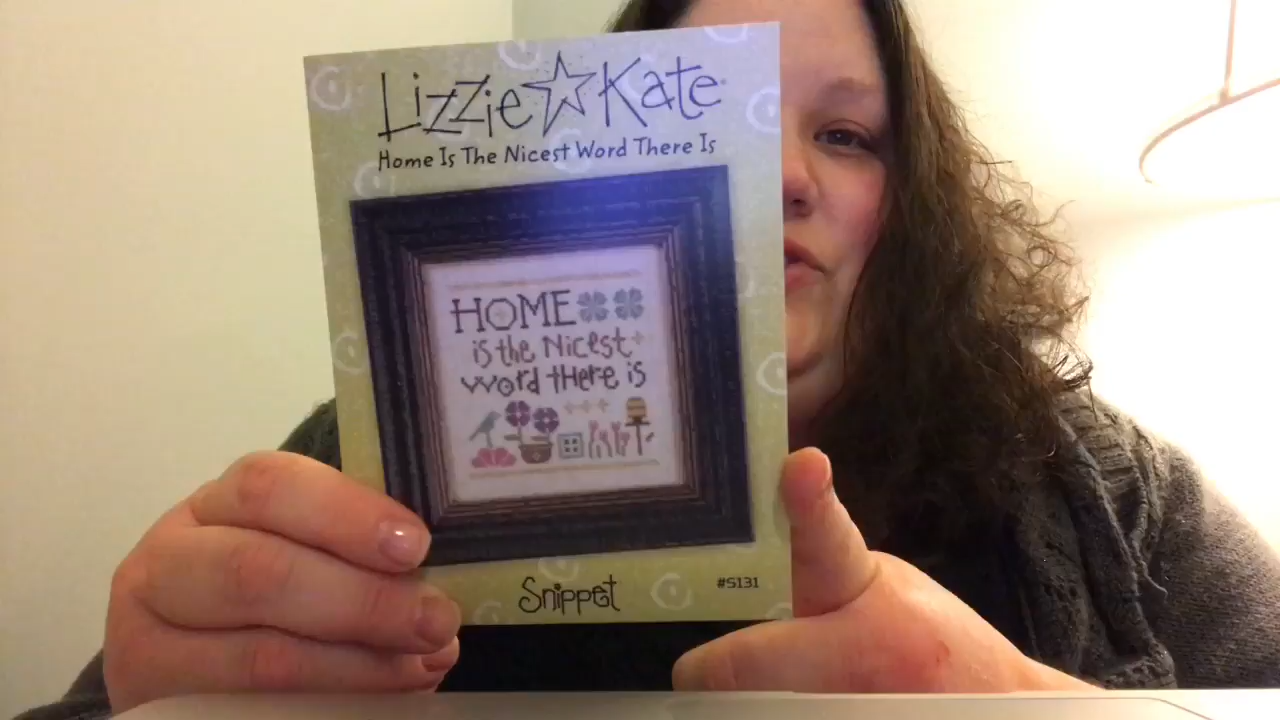 Lizzie Kate
Home Is The Nicest Word There Is
HOME
is the Nicest
word tHere is
Snippet
#S131